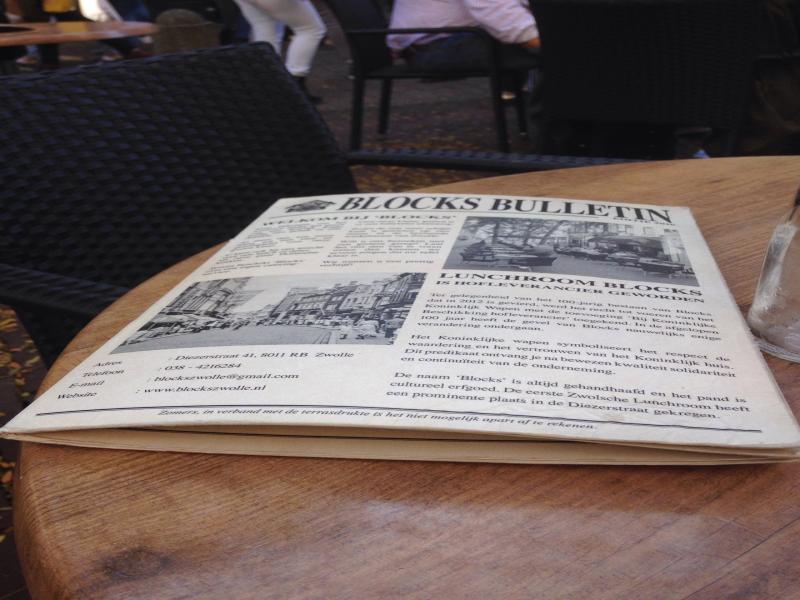 BLOCKS BULLETIN
WELKOM BIJ 'BLOCKS'
LUNCHROOM BLOCKS
IS HOFLEVERANCIER GEWORDEN
Ter gelegenheid van het 100-jarig bestaan van Blocks
dat in 2012 is gevierd, werd het recht tot voeren van het
Koninklijk Wapen met de toevoeging 'Bij Koninklijke
Beschikking hofleverancier' toegekend. In de afgelopen
100 jaar heeft de gevel van Blocks nauwelijks enige
verandering ondergaan.
Het Koninklijke wapen symboliseert het respect de
waardering en het vertrouwen van het Koninklijk huis.
Dit predikaat ontvang je na bewezen kwaliteit solidariteit
en continuïteit van de onderneming.
De naam 'Blocks' is altijd gehandhaafd en het pand is
cultureel erfgoed. De eerste Zwolsche Lunchroom heeft
een prominente plaats in de Diezerstraat gekregen.
Adres : Diezerstraat 41, 8011 RB Zwolle
Telefoon : 038 - 4216284
E-mail : blockszwolle@gmail.com
Website : www.blockszwolle.nl
Zomers, in verband met de terrasdrukte is het niet mogelijk apart af te rekenen.